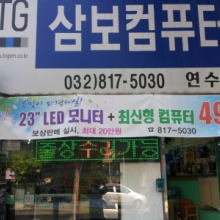 TG 삼보컴퓨터
032)817-5030 연수
23" LED 모니터 + 최신형 컴퓨터 49
보상판매 실시, 최대 20만원 ☎ 817-5030
출상수리가능